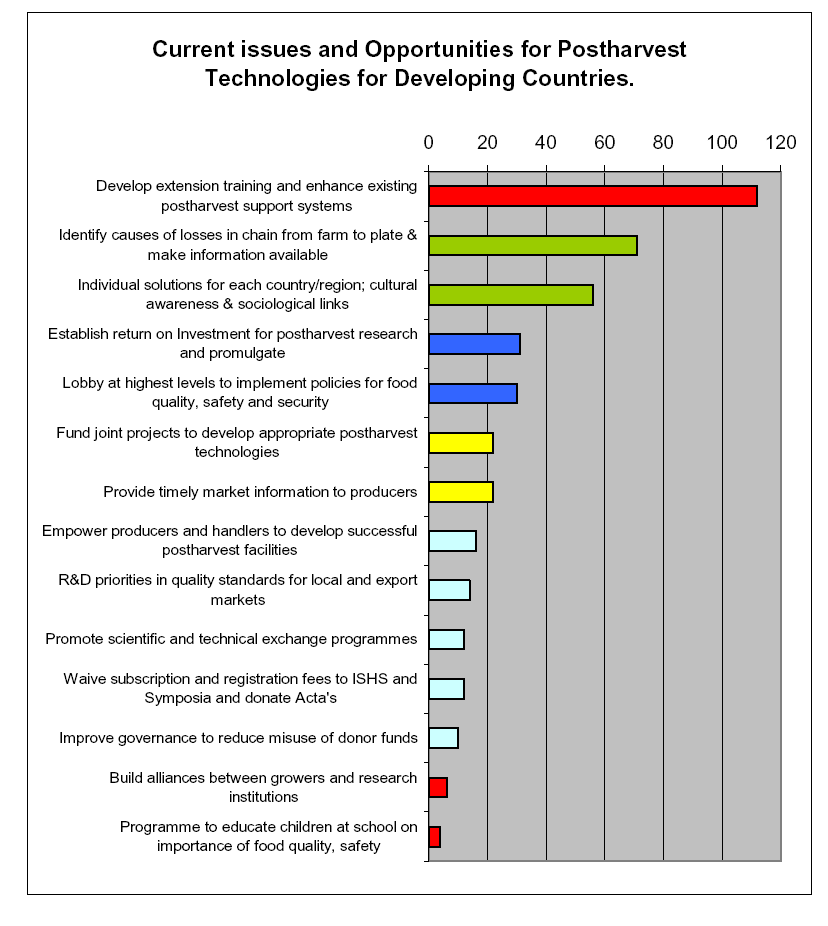 Current issues and Opportunities for Postharvest
Technologies for Developing Countries.
0 20 40 60 80 100 120
Develop extension training and enhance existing
postharvest support systems
Identify causes of losses in chain from farm to plate &
make information available
Individual solutions for each country/region; cultural
awareness & sociological links
Establish return on Investment for postharvest research
and promulgate
Lobby at highest levels to implement policies for food
quality, safety and security
Fund joint projects to develop appropriate postharvest
technologies
Provide timely market information to producers
Empower producers and handlers to develop successful
postharvest facilities
R&D priorities in quality standards for local and export
markets
Promote scientific and technical exchange programmes
Waive subscription and registration fees to ISHS and
Symposia and donate Acta's
Improve governance to reduce misuse of donor funds
Build alliances between growers and research
institutions
Programme to educate children at school on
importance of food quality, safety